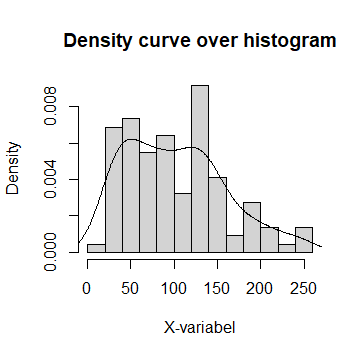 Density curve over histogram
Density
0.000
0.004
0.008
0 50 100 150 200 250
X-variabel